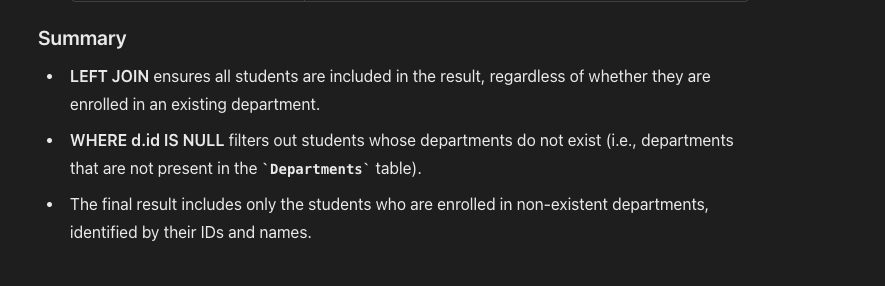 Summary
• LEFT JOIN ensures all students are included in the result, regardless of whether they are
enrolled in an existing department.
• WHERE d.id IS NULL filters out students whose departments do not exist (i.e., departments
that are not present in the `Departments` table).
• The final result includes only the students who are enrolled in non-existent departments,
identified by their IDs and names.